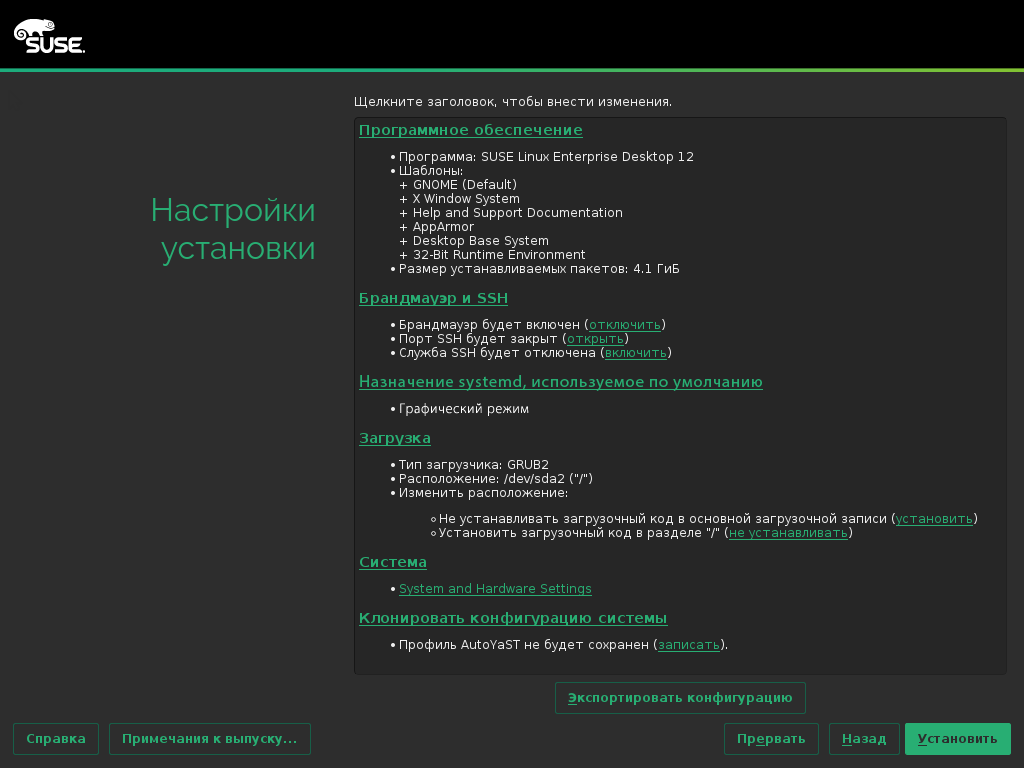 SUSE.
Щелкните заголовок, чтобы внести изменения.
Настройки
установки
Программное обеспечение
• Программа: SUSE Linux Enterprise Desktop 12
• Шаблоны:
+ GNOME (Default)
+ X Window System
+ Help and Support Documentation
+ AppArmor
+ Desktop Base System
+ 32-Bit Runtime Environment
• Размер устанавливаемых пакетов: 4.1 ГиБ
Брандмауэр и SSH
• Брандмауэр будет включен (отключить)
• Порт SSH будет закрыт (открыть)
• Служба SSH будет отключена (включить)
Назначение systemd, используемое по умолчанию
• Графический режим
Загрузка
• Тип загрузчика: GRUB2
• Расположение: /dev/sda2 ("/")
• Изменить расположение:
◦ Не устанавливать загрузочный код в основной загрузочной записи (установить)
◦ Установить загрузочный код в разделе "/" (не устанавливать)
Система
• System and Hardware Settings
Клонировать конфигурацию системы
• Профиль AutoYaST не будет сохранен (записать).
Экспортировать конфигурацию
Справка
Примечания к выпуску...
Прервать
Назад
Установить